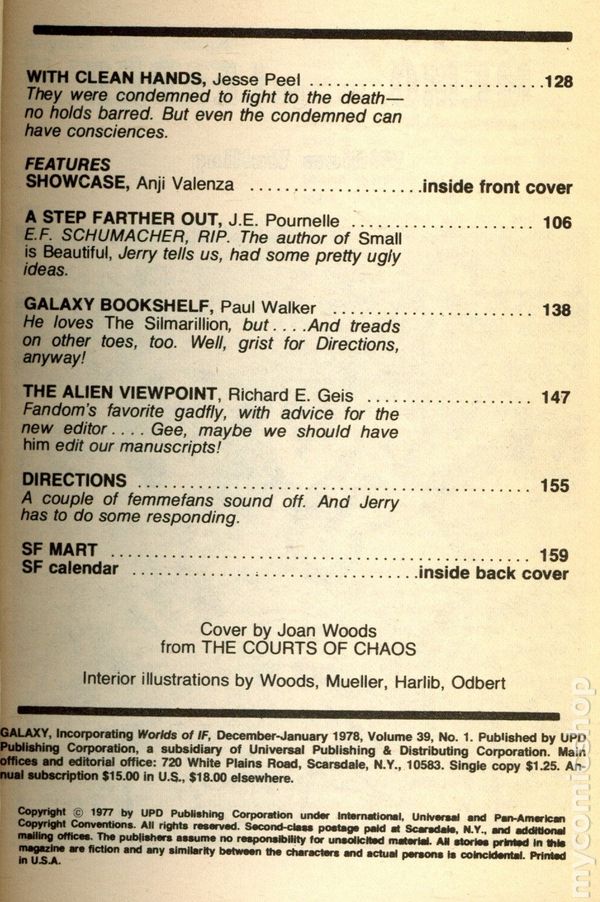 WITH CLEAN HANDS, Jesse Peel ............................128
They were condemned to fight to the death—
no holds barred. But even the condemned can
have consciences.
FEATURES
SHOWCASE, Anji Valenza .....................inside front cover
A STEP FARTHER OUT, J.E. Pournelle ...................... 106
E.F. SCHUMACHER, RIP. The author of Small
is Beautiful, Jerry tells us, had some pretty ugly
ideas.
GALAXY BOOKSHELF, Paul Walker ........................ 138
He loves The Silmarillion, but....And treads
on other toes, too. Well, grist for Directions,
anyway!
THE ALIEN VIEWPOINT, Richard E. Geis .................... 147
Fandom's favorite gadfly, with advice for the
new editor.... Gee, maybe we should have
him edit our manuscripts!
DIRECTIONS ................................................ 155
A couple of femmefans sound off. And Jerry
has to do some responding.
SF MART .................................................. 159
SF calendar ..................................inside back cover
Cover by Joan Woods
from THE COURTS OF CHAOS
Interior illustrations by Woods, Mueller, Harlib, Odbert
GALAXY, Incorporating Worlds of IF, December-January 1978, Volume 39, No. 1. Published by UPD
Publishing Corporation, a subsidiary of Universal Publishing & Distributing Corporation. Main
offices and editorial office: 720 White Plains Road, Scarsdale, N.Y., 10583. Single copy $1.25. An-
nual subscription $15.00 in U.S., $18.00 elsewhere.
Copyright © 1977 by UPD Publishing Corporation under International, Universal and Pan-American
Copyright Conventions. All rights reserved. Second-class postage paid at Scarsdale, N.Y., and additional
mailing offices. The publishers assume no responsibility for unsolicited material. All stories printed in this
magazine are fiction and any similarity between the characters and actual persons is coincidental. Printed
in U.S.A.
mycomicshop